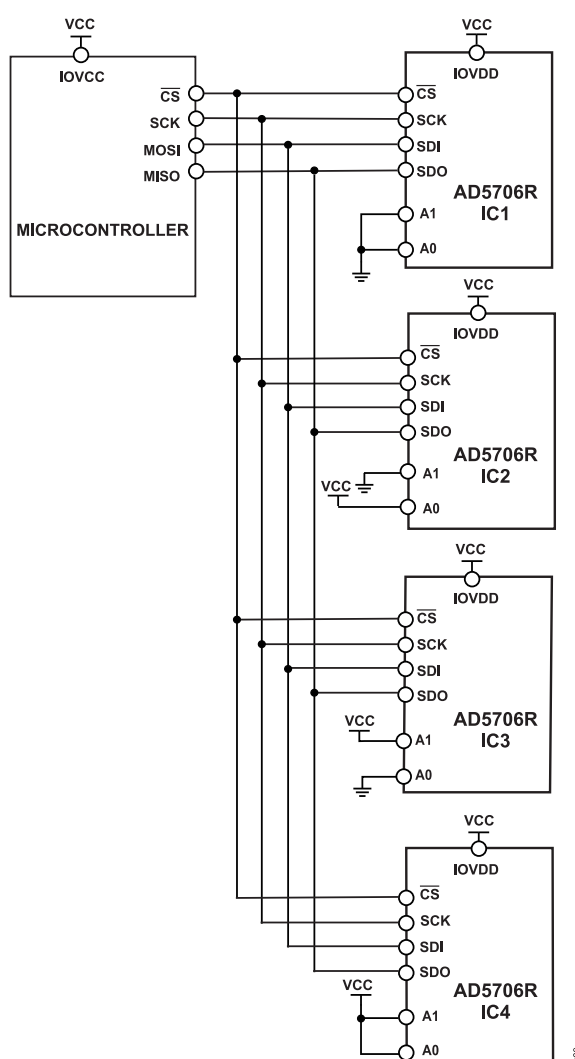 VCC
IOVCC
CS
SCK
MOSI
MISO
MICROCONTROLLER
VCC
IOVDD
CS
SCK
SDI
SDO
AD5706R
IC1
A1
A0
VCC
IOVDD
CS
SCK
SDI
SDO
AD5706R
IC2
A1
VCC
A0
VCC
IOVDD
CS
SCK
SDI
SDO
AD5706R
IC3
VCC
A1
A0
VCC
IOVDD
CS
SCK
SDI
SDO
AD5706R
IC4
VCC
A1
A0